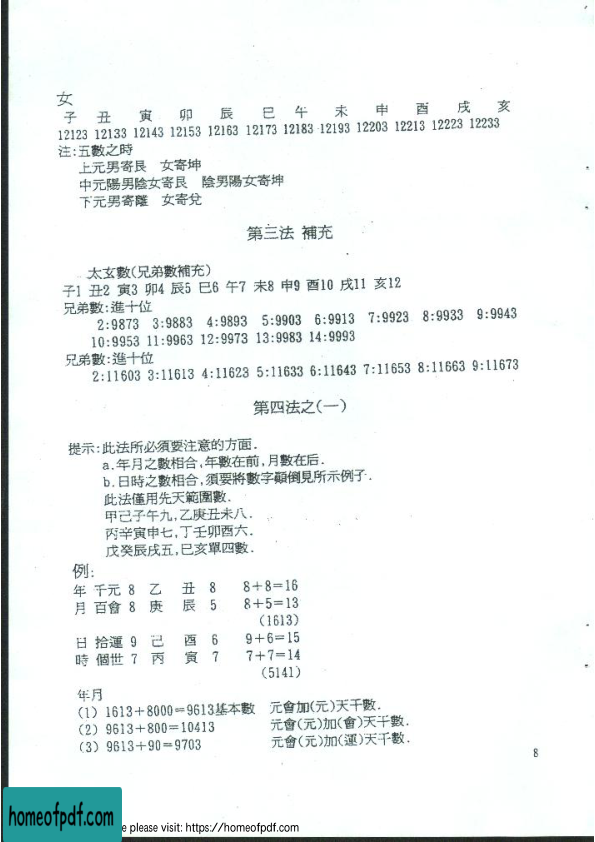 女
子 丑 寅 卯 辰 巳 午 未 申 酉 戌 亥
12123 12133 12143 12153 12163 12173 12183 12193 12203 12213 12223 12233
注:五數之時
上元男寄艮 女寄坤
中元陽男陰女寄艮 陰男陽女寄坤
下元男寄離 女寄兌
第三法 補充
太玄數(兄弟數補充)
子1 丑2 寅3 卯4 辰5 巳6 午7 未8 申9 酉10 戌11 亥12
兄弟數:進十位
2:9873 3:9883 4:9893 5:9903 6:9913 7:9923 8:9933 9:9943
10:9953 11:9963 12:9973 13:9983 14:9993
兄弟數:進十位
2:11603 3:11613 4:11623 5:11633 6:11643 7:11653 8:11663 9:11673
第四法之(一)
提示:此法所必須要注意的方面.
a.年月之數相合,年數在前,月數在后.
b.日時之數相合,須要將數字顛倒見所示例子.
此法僅用先天範圍數.
甲己子午九,乙庚丑未八.
丙辛寅申七,丁壬卯酉六.
戊癸辰戌五,巳亥單四數.
例:
年 千元 8 乙 丑 8 8+8=16
月 百會 8 庚 辰 5 8+5=13
(1613)
日 拾運 9 己 酉 6 9+6=15
時 個世 7 丙 寅 7 7+7=14
(5141)
年月
(1) 1613+8000=9613基本數 元會加(元)天干數.
(2) 9613+800=10413 元會(元)加(會)天干數.
(3) 9613+90=9703 元會(元)加(運)天干數.
8
homeofpdf.com
e please visit: https://homeofpdf.com